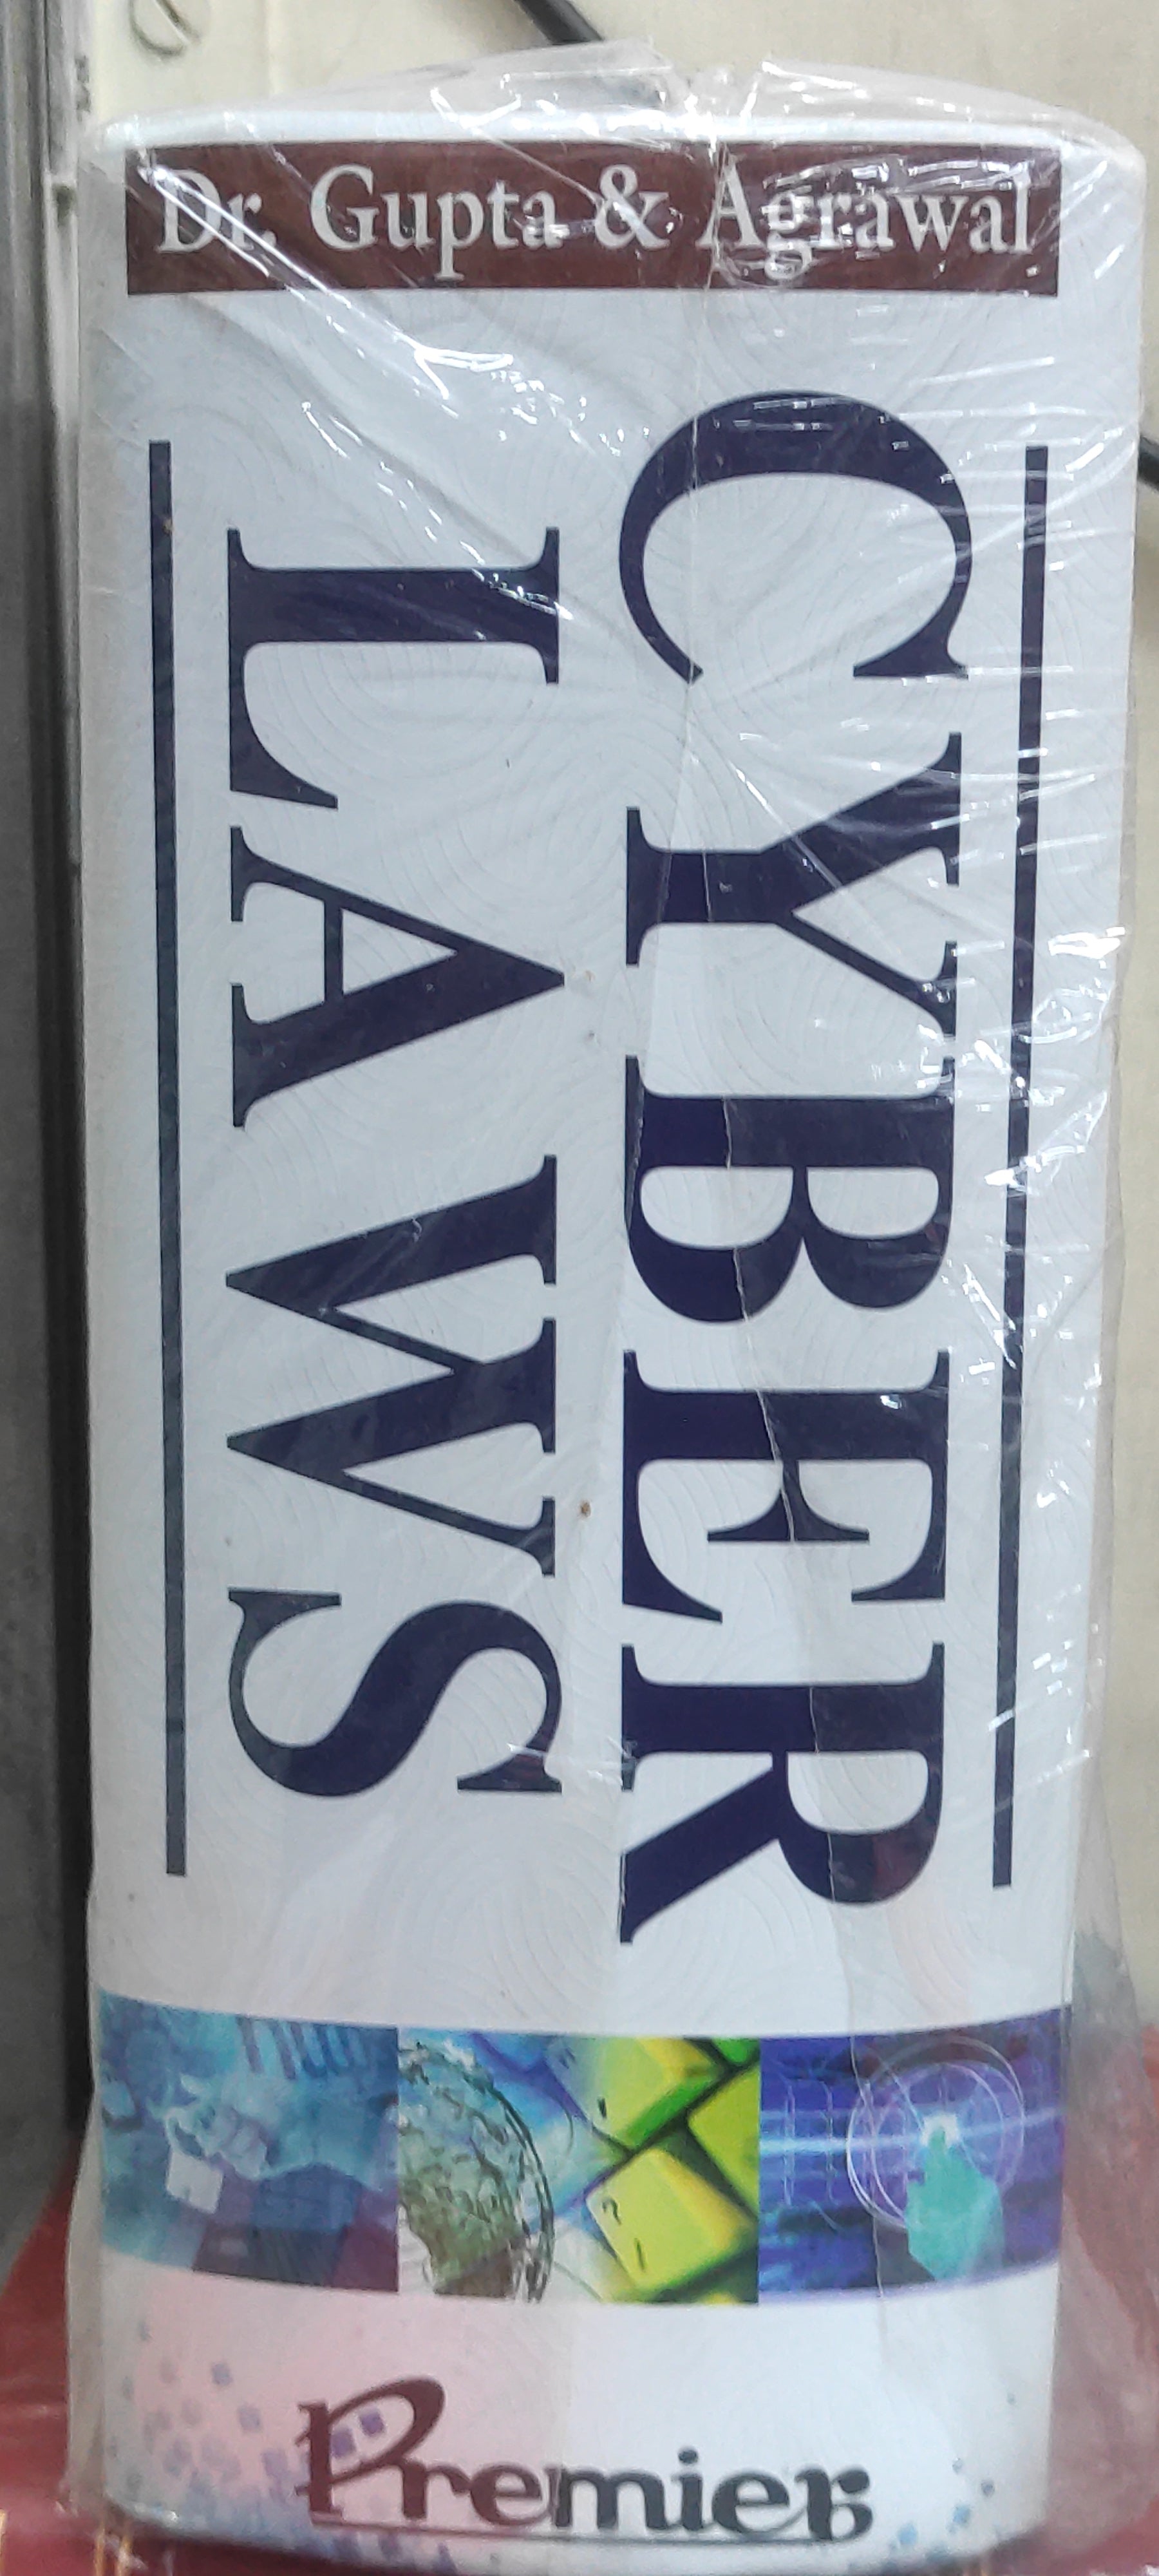 Dr. Gupta & Agrawal
CYBER
LAWS
Premier